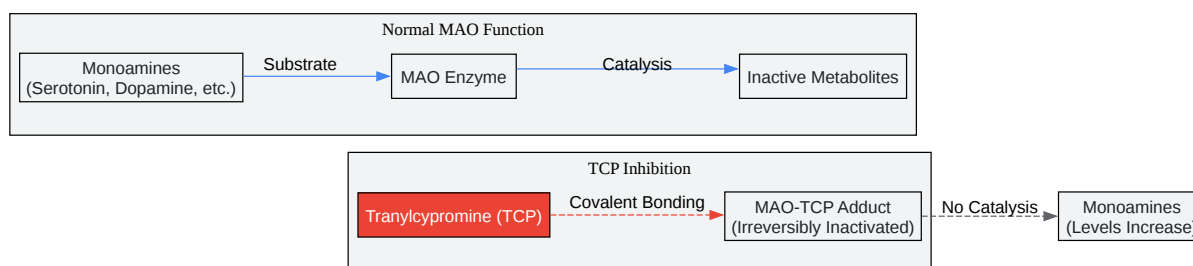 Normal MAO Function
Monoamines
(Serotonin, Dopamine, etc.)
Substrate
MAO Enzyme
Catalysis
Inactive Metabolites
TCP Inhibition
Tranylcypromine (TCP)
Covalent Bonding
MAO-TCP Adduct
(Irreversibly Inactivated)
No Catalysis
Monoamines
(Levels Increase)